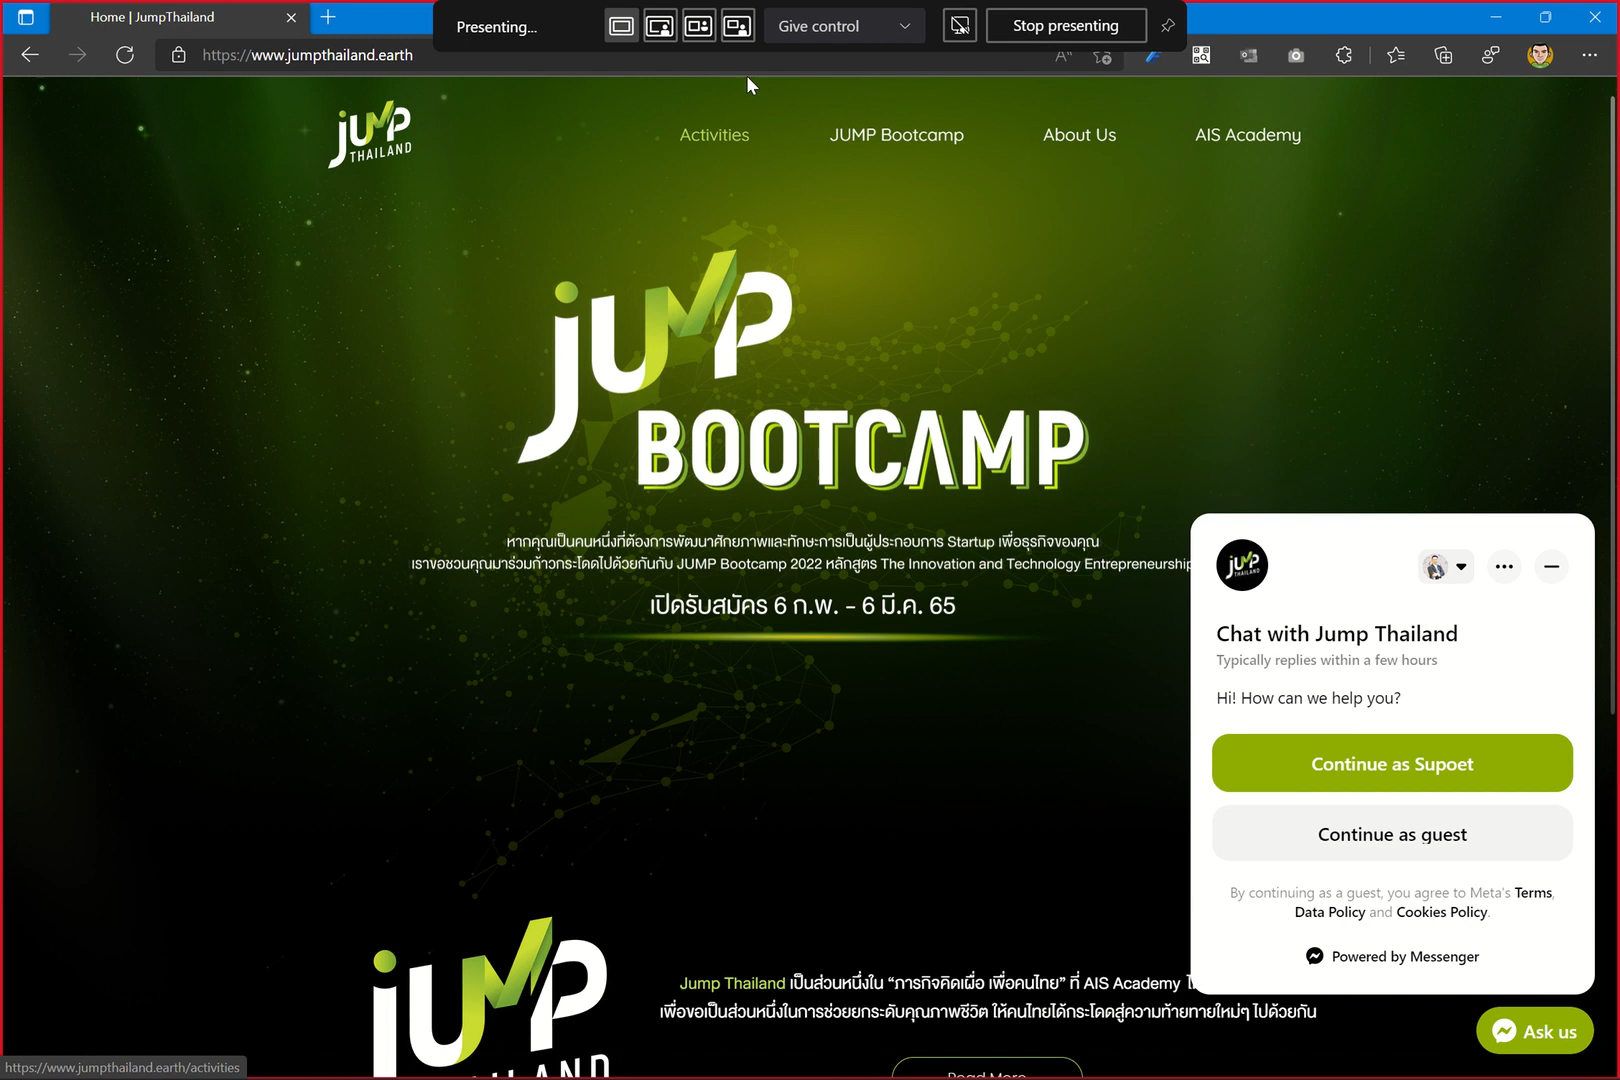 Home | JumpThailand
Presenting...
Give control
Stop presenting
https://www.jumpthailand.earth
JUMP
THAILAND
Activities
JUMP Bootcamp
About Us
AIS Academy
JUMP
BOOTCAMP
หากคุณเป็นคนหนึ่งที่ต้องการพัฒนาศักยภาพและทักษะการเป็นผู้ประกอบการ Startup เพื่อธุรกิจของคุณ
เราขอชวนคุณมาร่วมก้าวกระโดดไปด้วยกันกับ JUMP Bootcamp 2022 หลักสูตร The Innovation and Technology Entrepreneurship
เปิดรับสมัคร 6 ก.พ. - 6 มี.ค. 65
JUMP
THAILAND
Chat with Jump Thailand
Typically replies within a few hours
Hi! How can we help you?
Continue as Supoet
Continue as guest
By continuing as a guest, you agree to Meta's Terms,
Data Policy and Cookies Policy.
Powered by Messenger
JUMP
Jump Thailand เป็นส่วนหนึ่งใน “ภารกิจคิดเผื่อ เพื่อคนไทย” ที่ AIS Academy
เพื่อขอเป็นส่วนหนึ่งในการช่วยยกระดับคุณภาพชีวิต ให้คนไทยได้กระโดดสู่ความท้าทายใหม่ๆ ไปด้วยกัน
Ask us
THAILAND
Read More
https://www.jumpthailand.earth/activities